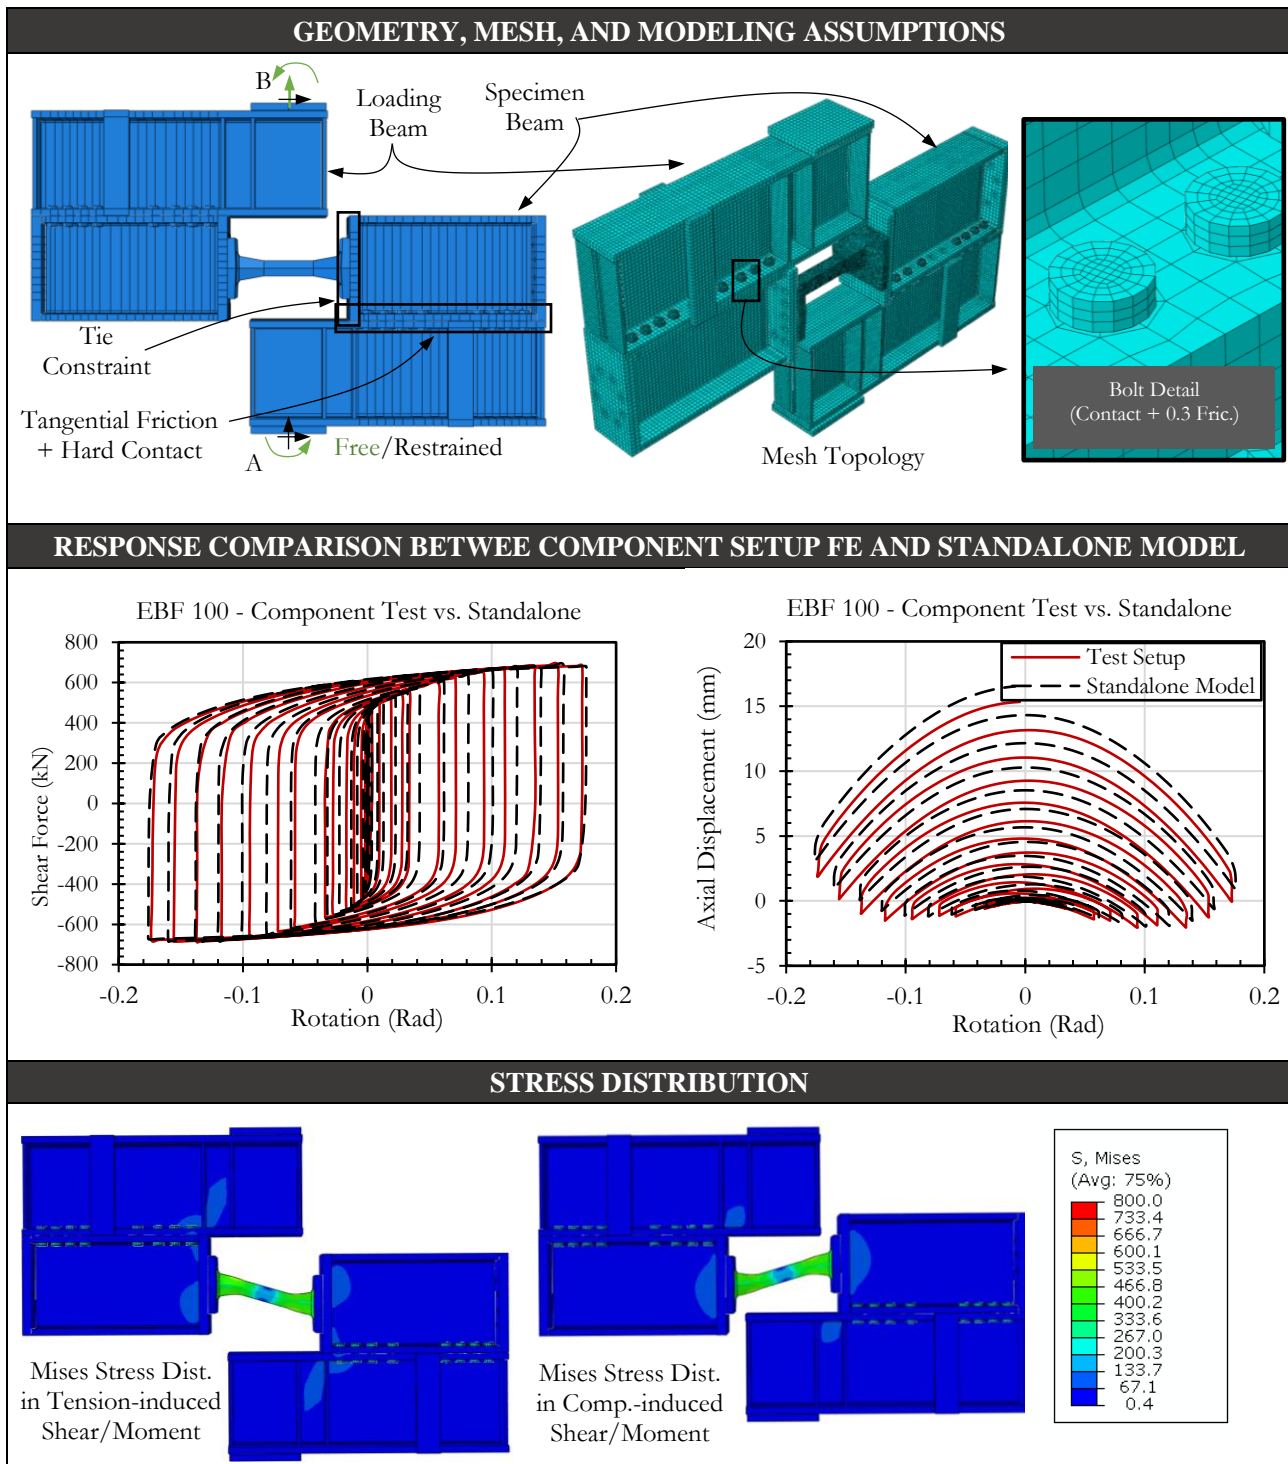 GEOMETRY, MESH, AND MODELING ASSUMPTIONS
B
Loading
Beam
Specimen
Beam
Tie
Constraint
Tangential Friction
+ Hard Contact
A
Free/Restrained
Mesh Topology
Bolt Detail
(Contact + 0.3 Fric.)
RESPONSE COMPARISON BETWEE COMPONENT SETUP FE AND STANDALONE MODEL
EBF 100 - Component Test vs. Standalone
Shear Force (kN)
800
600
400
200
0
-200
-400
-600
-800
-0.2 -0.1 0 0.1 0.2
Rotation (Rad)
EBF 100 - Component Test vs. Standalone
Test Setup
Standalone Model
Axial Displacement (mm)
20
15
10
5
0
-5
-0.2 -0.1 0 0.1 0.2
Rotation (Rad)
STRESS DISTRIBUTION
Mises Stress Dist.
in Tension-induced
Shear/Moment
Mises Stress Dist.
in Comp.-induced
Shear/Moment
S, Mises
(Avg: 75%)
800.0
733.4
666.7
600.1
533.5
466.8
400.2
333.6
267.0
200.3
133.7
67.1
0.4